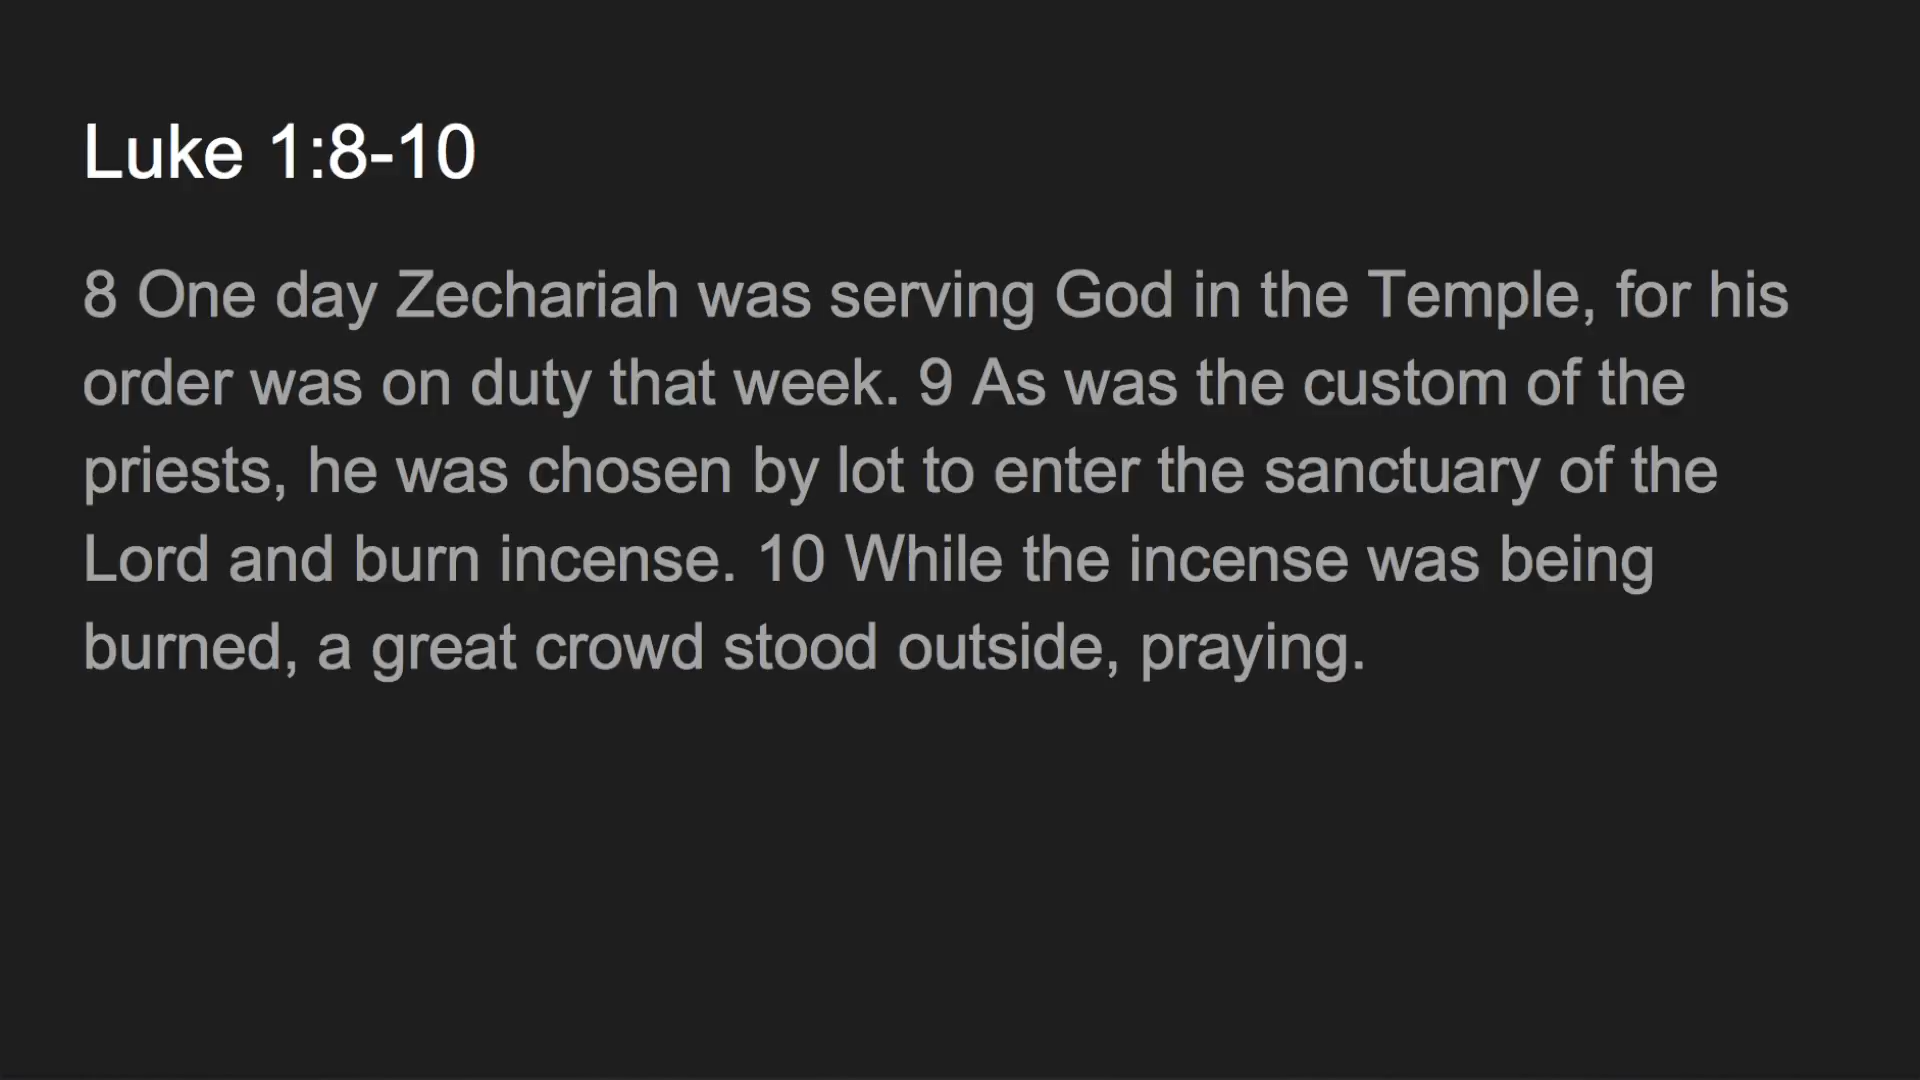 Luke 1:8-10
8 One day Zechariah was serving God in the Temple, for his
order was on duty that week. 9 As was the custom of the
priests, he was chosen by lot to enter the sanctuary of the
Lord and burn incense. 10 While the incense was being
burned, a great crowd stood outside, praying.